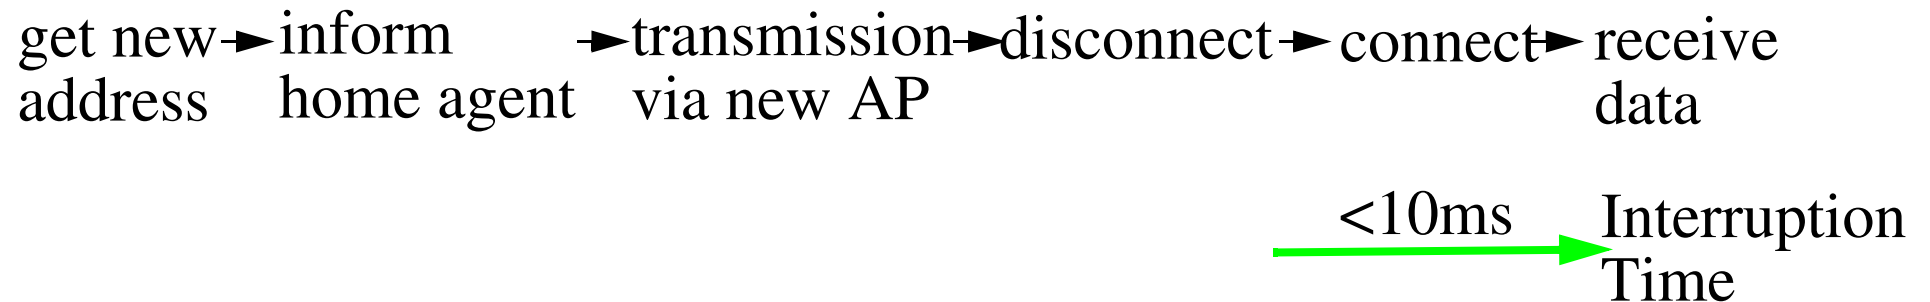 get new
address
inform
home agent
transmission
via new AP
disconnect
connect
receive
data
<10ms
Interruption
Time